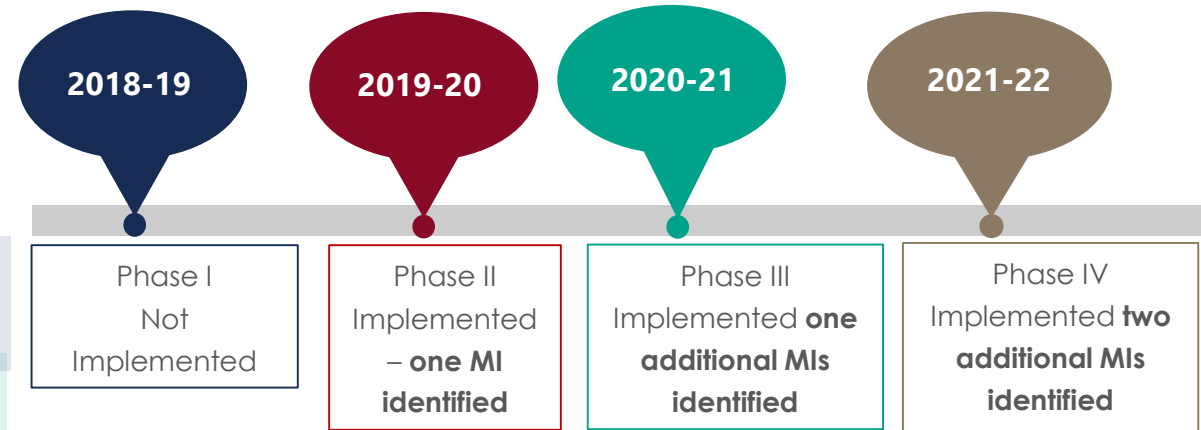 2018-19
2019-20
2020-21
2021-22
Phase I
Not
Implemented
Phase II
Implemented
– one MI
identified
Phase III
Implemented one
additional MIs
identified
Phase IV
Implemented two
additional MIs
identified